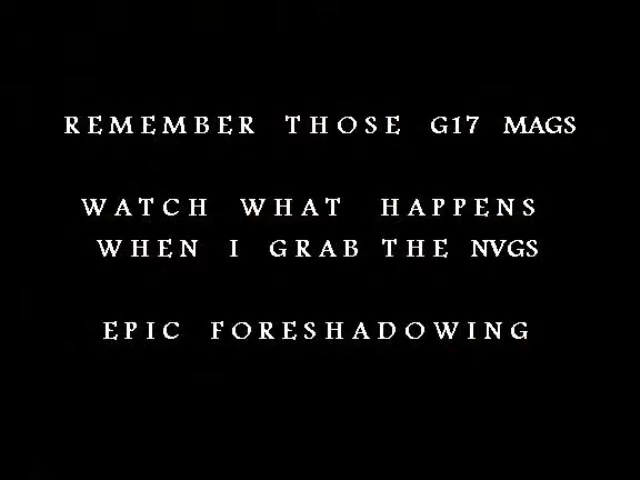 REMEMBER THOSE G17 MAGS
WATCH WHAT HAPPENS
WHEN I GRAB THE NVGS
EPIC FORESHADOWING